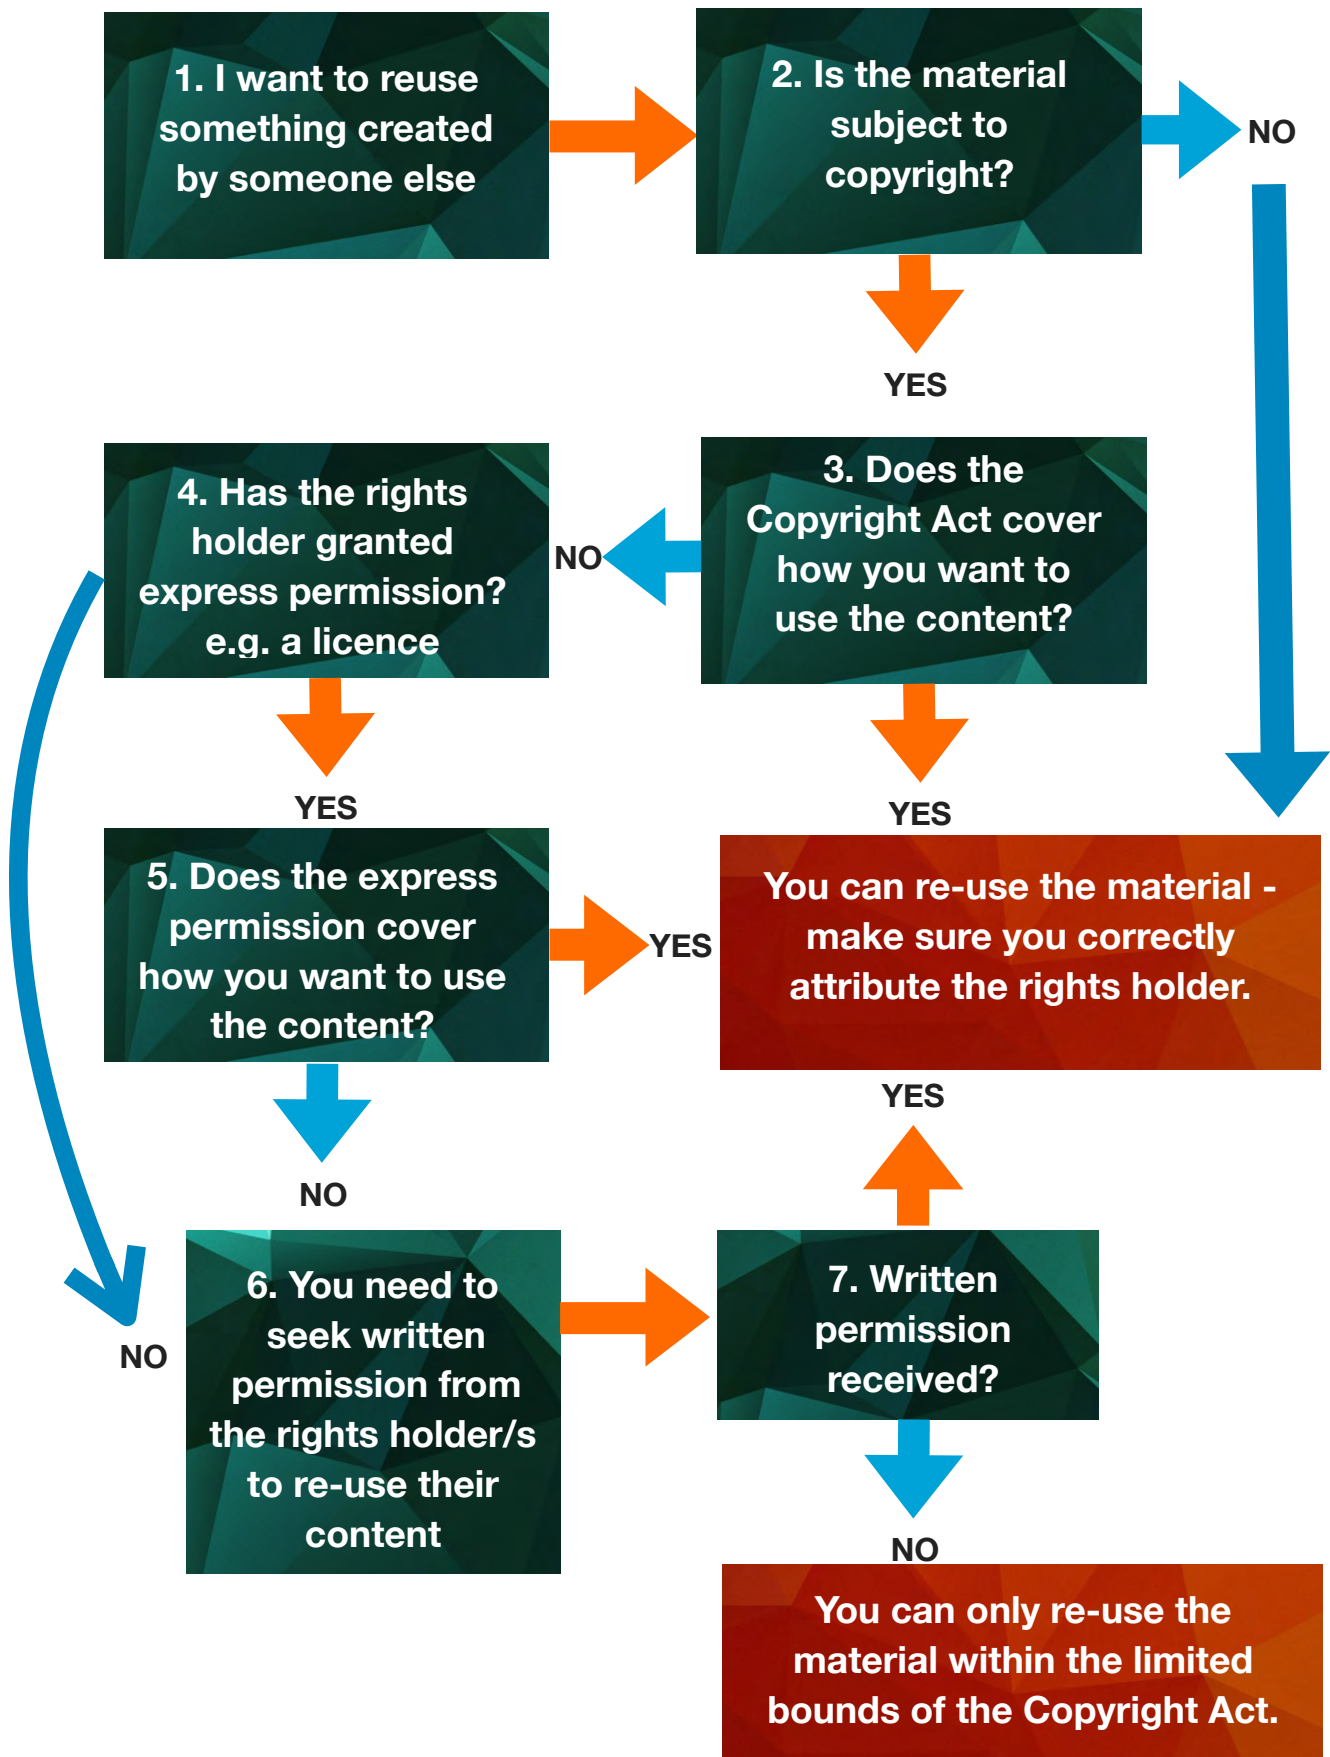 1. I want to reuse
something created
by someone else
2. Is the material
subject to
copyright?
NO
YES
3. Does the
Copyright Act cover
how you want to
use the content?
NO
4. Has the rights
holder granted
express permission?
e.g. a licence
YES
YES
5. Does the express
permission cover
how you want to use
the content?
YES
You can re-use the material -
make sure you correctly
attribute the rights holder.
NO
NO
6. You need to
seek written
permission from
the rights holder/s
to re-use their
content
7. Written
permission
received?
YES
NO
You can only re-use the
material within the limited
bounds of the Copyright Act.